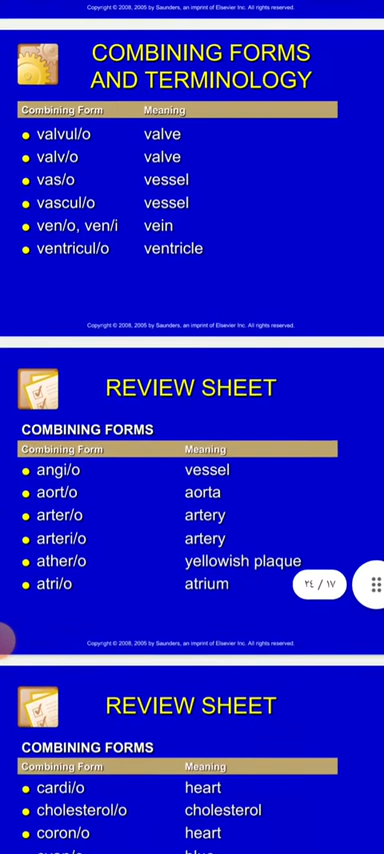 Copyright © 2008, 2005 by Saunders, an imprint of Elsevier Inc. All rights reserved.
COMBINING FORMS
AND TERMINOLOGY
Combining Form Meaning
• valvul/o valve
• valv/o valve
• vas/o vessel
• vascul/o vessel
• ven/o, ven/i vein
• ventricul/o ventricle
Copyright © 2008, 2005 by Saunders, an imprint of Elsevier Inc. All rights reserved.
REVIEW SHEET
COMBINING FORMS
Combining Form Meaning
• angi/o vessel
• aort/o aorta
• arter/o artery
• arteri/o artery
• ather/o yellowish plaque
• atri/o atrium
٢٤ / ١٧
Copyright © 2008, 2005 by Saunders, an imprint of Elsevier Inc. All rights reserved.
REVIEW SHEET
COMBINING FORMS
Combining Form Meaning
• cardi/o heart
• cholesterol/o cholesterol
• coron/o heart